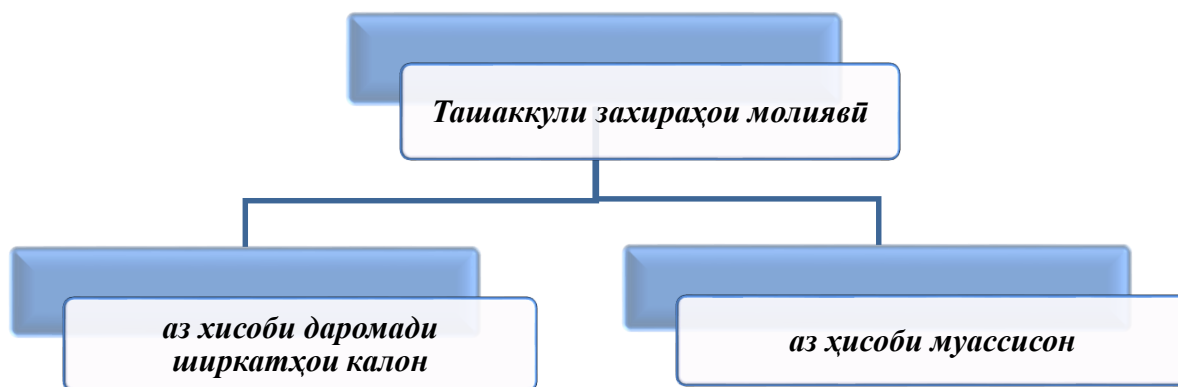 Ташаккули захираҳои молиявӣ
аз хисоби даромади
ширкатҳои калон
аз ҳисоби муассисон